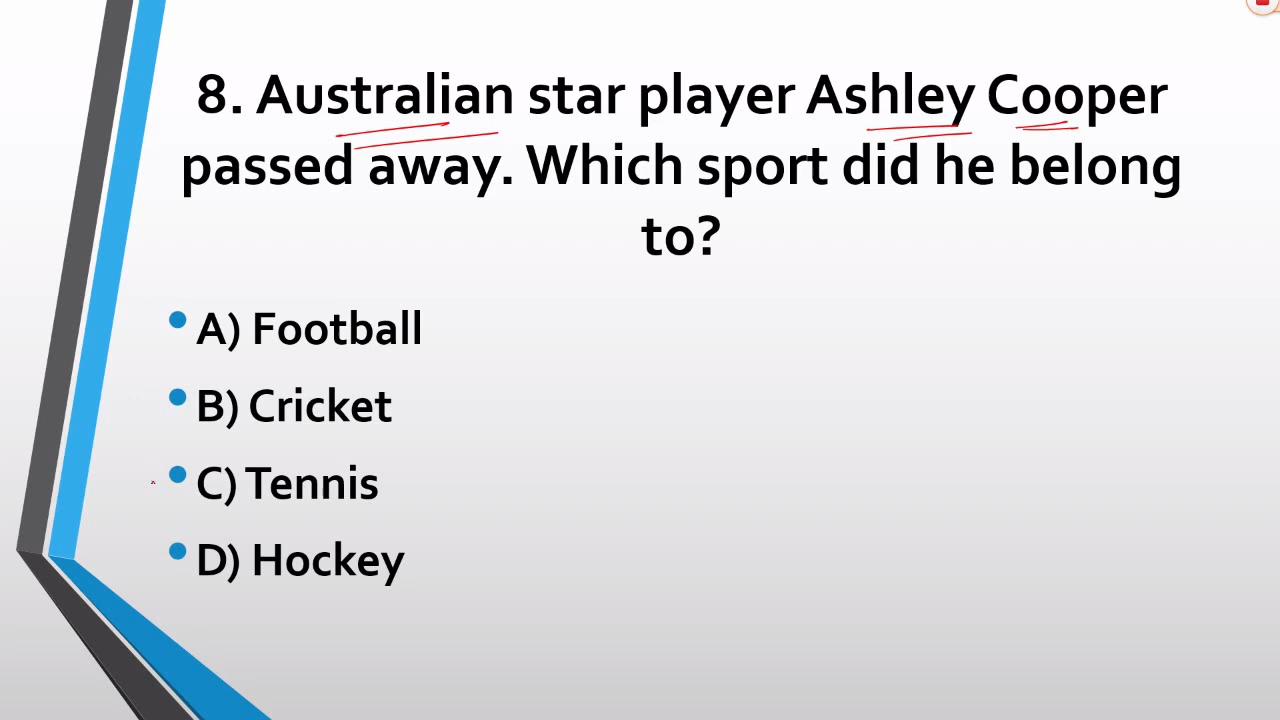 8. Australian star player Ashley Cooper
passed away. Which sport did he belong
to?
A) Football
B) Cricket
C) Tennis
D) Hockey